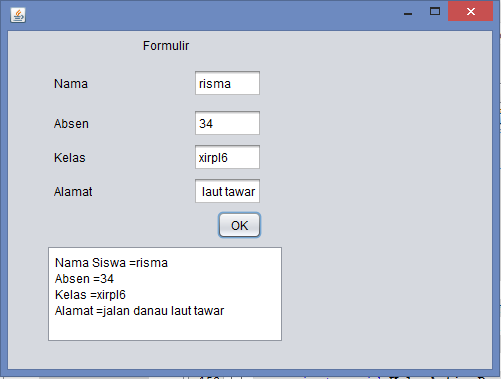 Formulir
Nama risma
Absen 34
Kelas xirpl6
Alamat laut tawar
OK
Nama Siswa =risma
Absen =34
Kelas =xirpl6
Alamat =jalan danau laut tawar